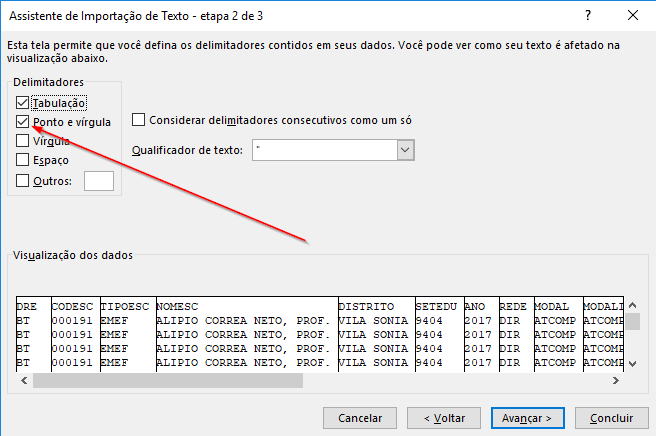 Assistente de Importação de Texto - etapa 2 de 3
Esta tela permite que você defina os delimitadores contidos em seus dados. Você pode ver como seu texto é afetado na
visualização abaixo.
Delimitadores
Tabulação
Ponto e vírgula
Vírgula
Espaço
Outros:
Considerar delimitadores consecutivos como um só
Qualificador de texto: "
Visualização dos dados
DRE CODESC TIPOESC NOMESC DISTRITO SETEDU ANO REDE MODAL MODALI
BT 000191 EMEF ALIPIO CORREA NETO, PROF. VILA SONIA 9404 2017 DIR ATCOMP ATCOMP
BT 000191 EMEF ALIPIO CORREA NETO, PROF. VILA SONIA 9404 2017 DIR ATCOMP ATCOMP
BT 000191 EMEF ALIPIO CORREA NETO, PROF. VILA SONIA 9404 2017 DIR ATCOMP ATCOMP
BT 000191 EMEF ALIPIO CORREA NETO, PROF. VILA SONIA 9404 2017 DIR ATCOMP ATCOMP
Cancelar < Voltar Avançar > Concluir